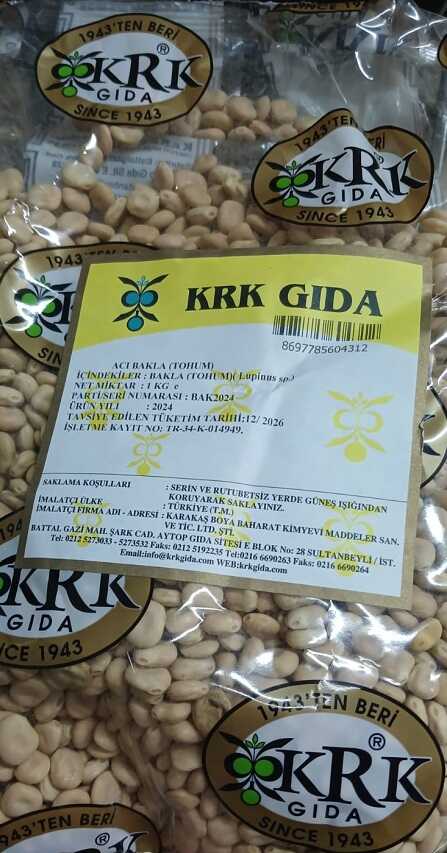 1943'TEN BERİ
KRK ®
GIDA
SINCE 1943
1943'TEN BERİ
KRK
GIDA
SINCE 1943
1943'TEN BERİ
KRK GIDA
8697785604312
ACI BAKLA (TOHUM)
İÇİNDEKİLER : BAKLA (TOHUM)( Lupinus sp.)
NET MİKTAR : 1 KG e
PARTİ/SERİ NUMARASI : BAK2024
ÜRÜN YILI : 2024
TAVSİYE EDİLEN TÜKETİM TARİHİ:12/ 2026
İŞLETME KAYIT NO: TR-34-K-014949.
SAKLAMA KOŞULLARI : SERİN VE RUTUBETSİZ YERDE GÜNEŞ IŞIĞINDAN
KORUYARAK SAKLAYINIZ.
İMALATÇI ÜLKE : TÜRKİYE (T.M.)
İMALATÇI FİRMA ADI - ADRESİ : KARAKAŞ BOYA BAHARAT KİMYEVİ MADDELER SAN.
VE TİC. LTD. ŞTİ.
BATTAL GAZİ MAH. ŞARK CAD. AYTOP GIDA SİTESİ E BLOK No: 28 SULTANBEYLİ / İST.
Tel: 0212 5273033 - 5273532 Faks: 0212 5192235 Tel:0216 6690263 Faks: 0216 6690264
Email:info@krkgida.com WEB:krkgida.com
KRK
GIDA
SINCE 1943
1943'TEN BERİ
KRK ®
GIDA
SINCE 1943
1943'TEN BERİ